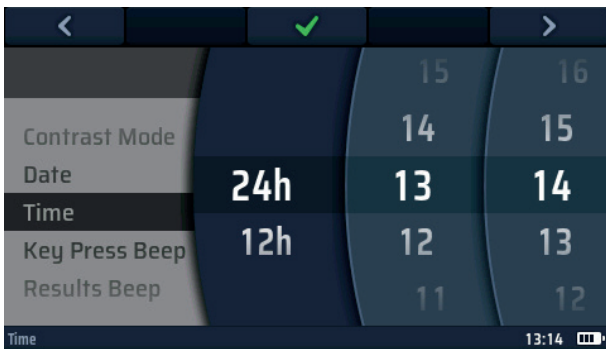 15 16
Contrast Mode 14 15
Date
24h 13 14
Time
Key Press Beep 12h 12 13
Results Beep 11 12
Time 13:14